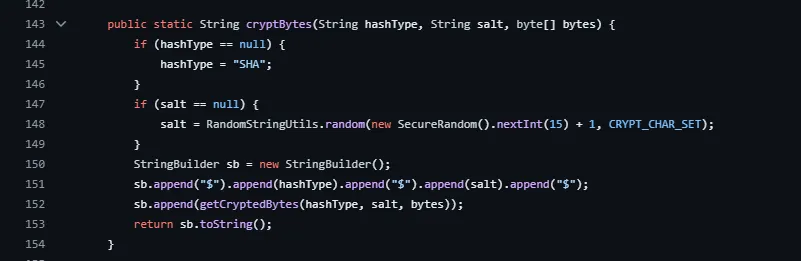 142
143 public static String cryptBytes(String hashType, String salt, byte[] bytes) {
144 if (hashType == null) {
145 hashType = "SHA";
146 }
147 if (salt == null) {
148 salt = RandomStringUtils.random(new SecureRandom().nextInt(15) + 1, CRYPT_CHAR_SET);
149 }
150 StringBuilder sb = new StringBuilder();
151 sb.append("$").append(hashType).append("$").append(salt).append("$");
152 sb.append(getCryptedBytes(hashType, salt, bytes));
153 return sb.toString();
154 }